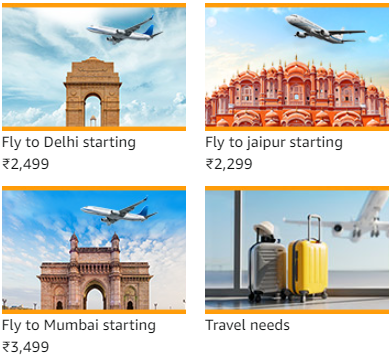 Fly to Delhi starting
₹2,499
Fly to jaipur starting
₹2,299
Fly to Mumbai starting
₹3,499
Travel needs